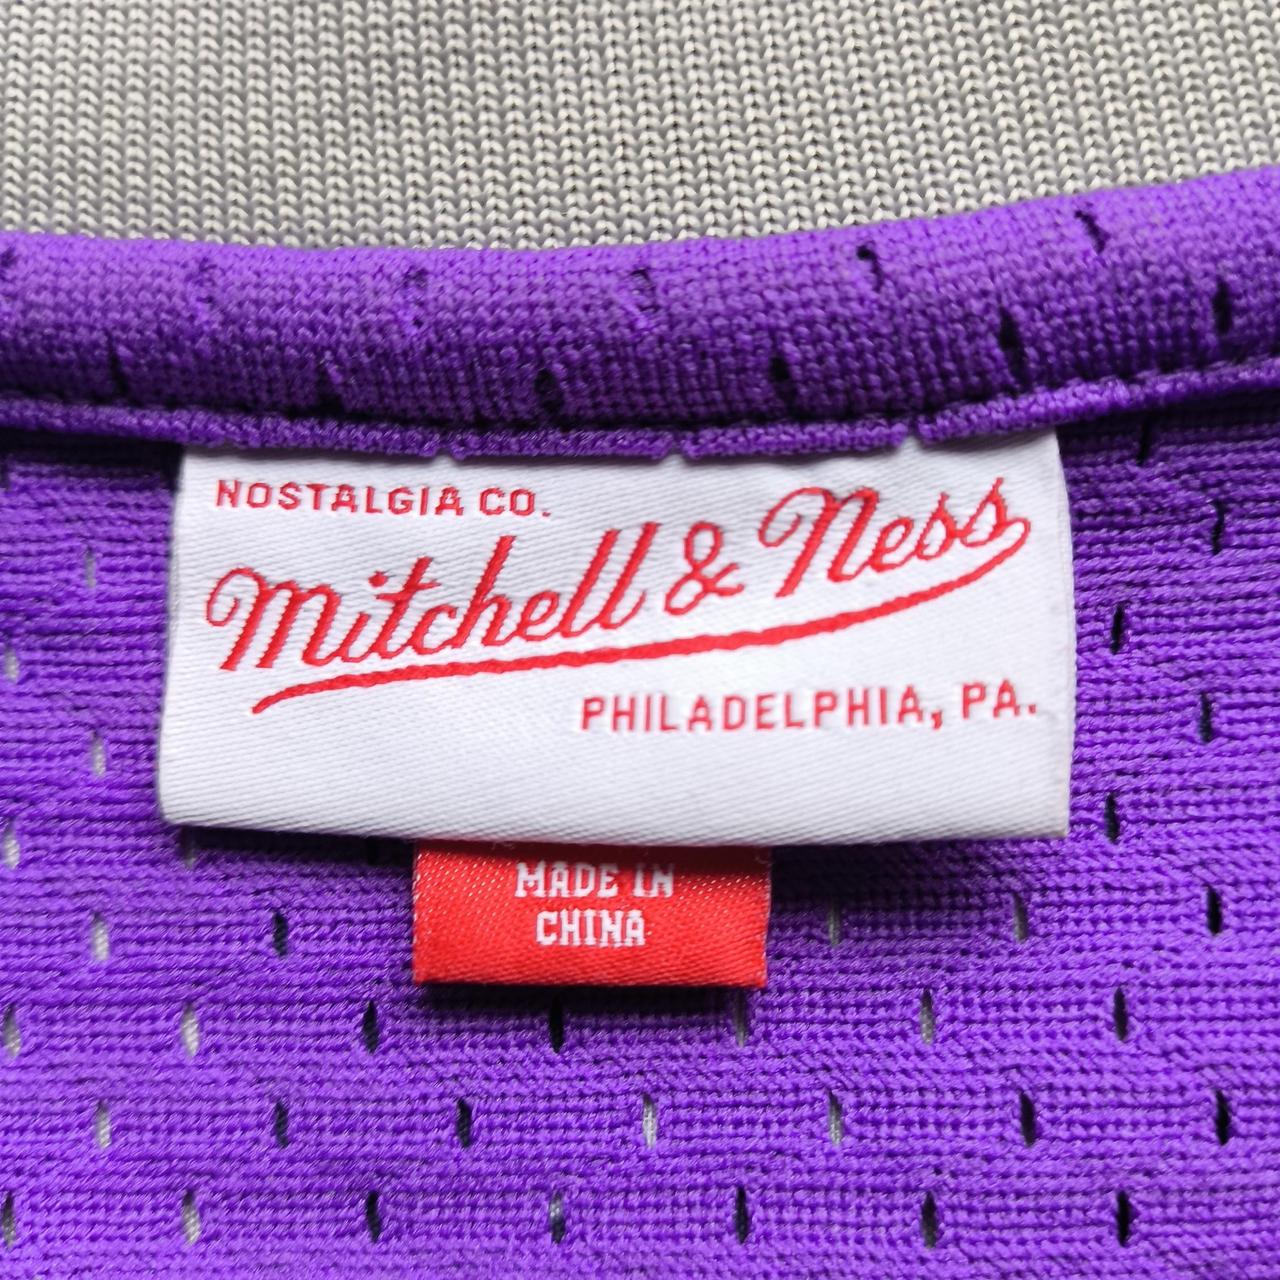 NOSTALGIA CO.
Mitchell & Ness
PHILADELPHIA, PA.
MADE IN
CHINA